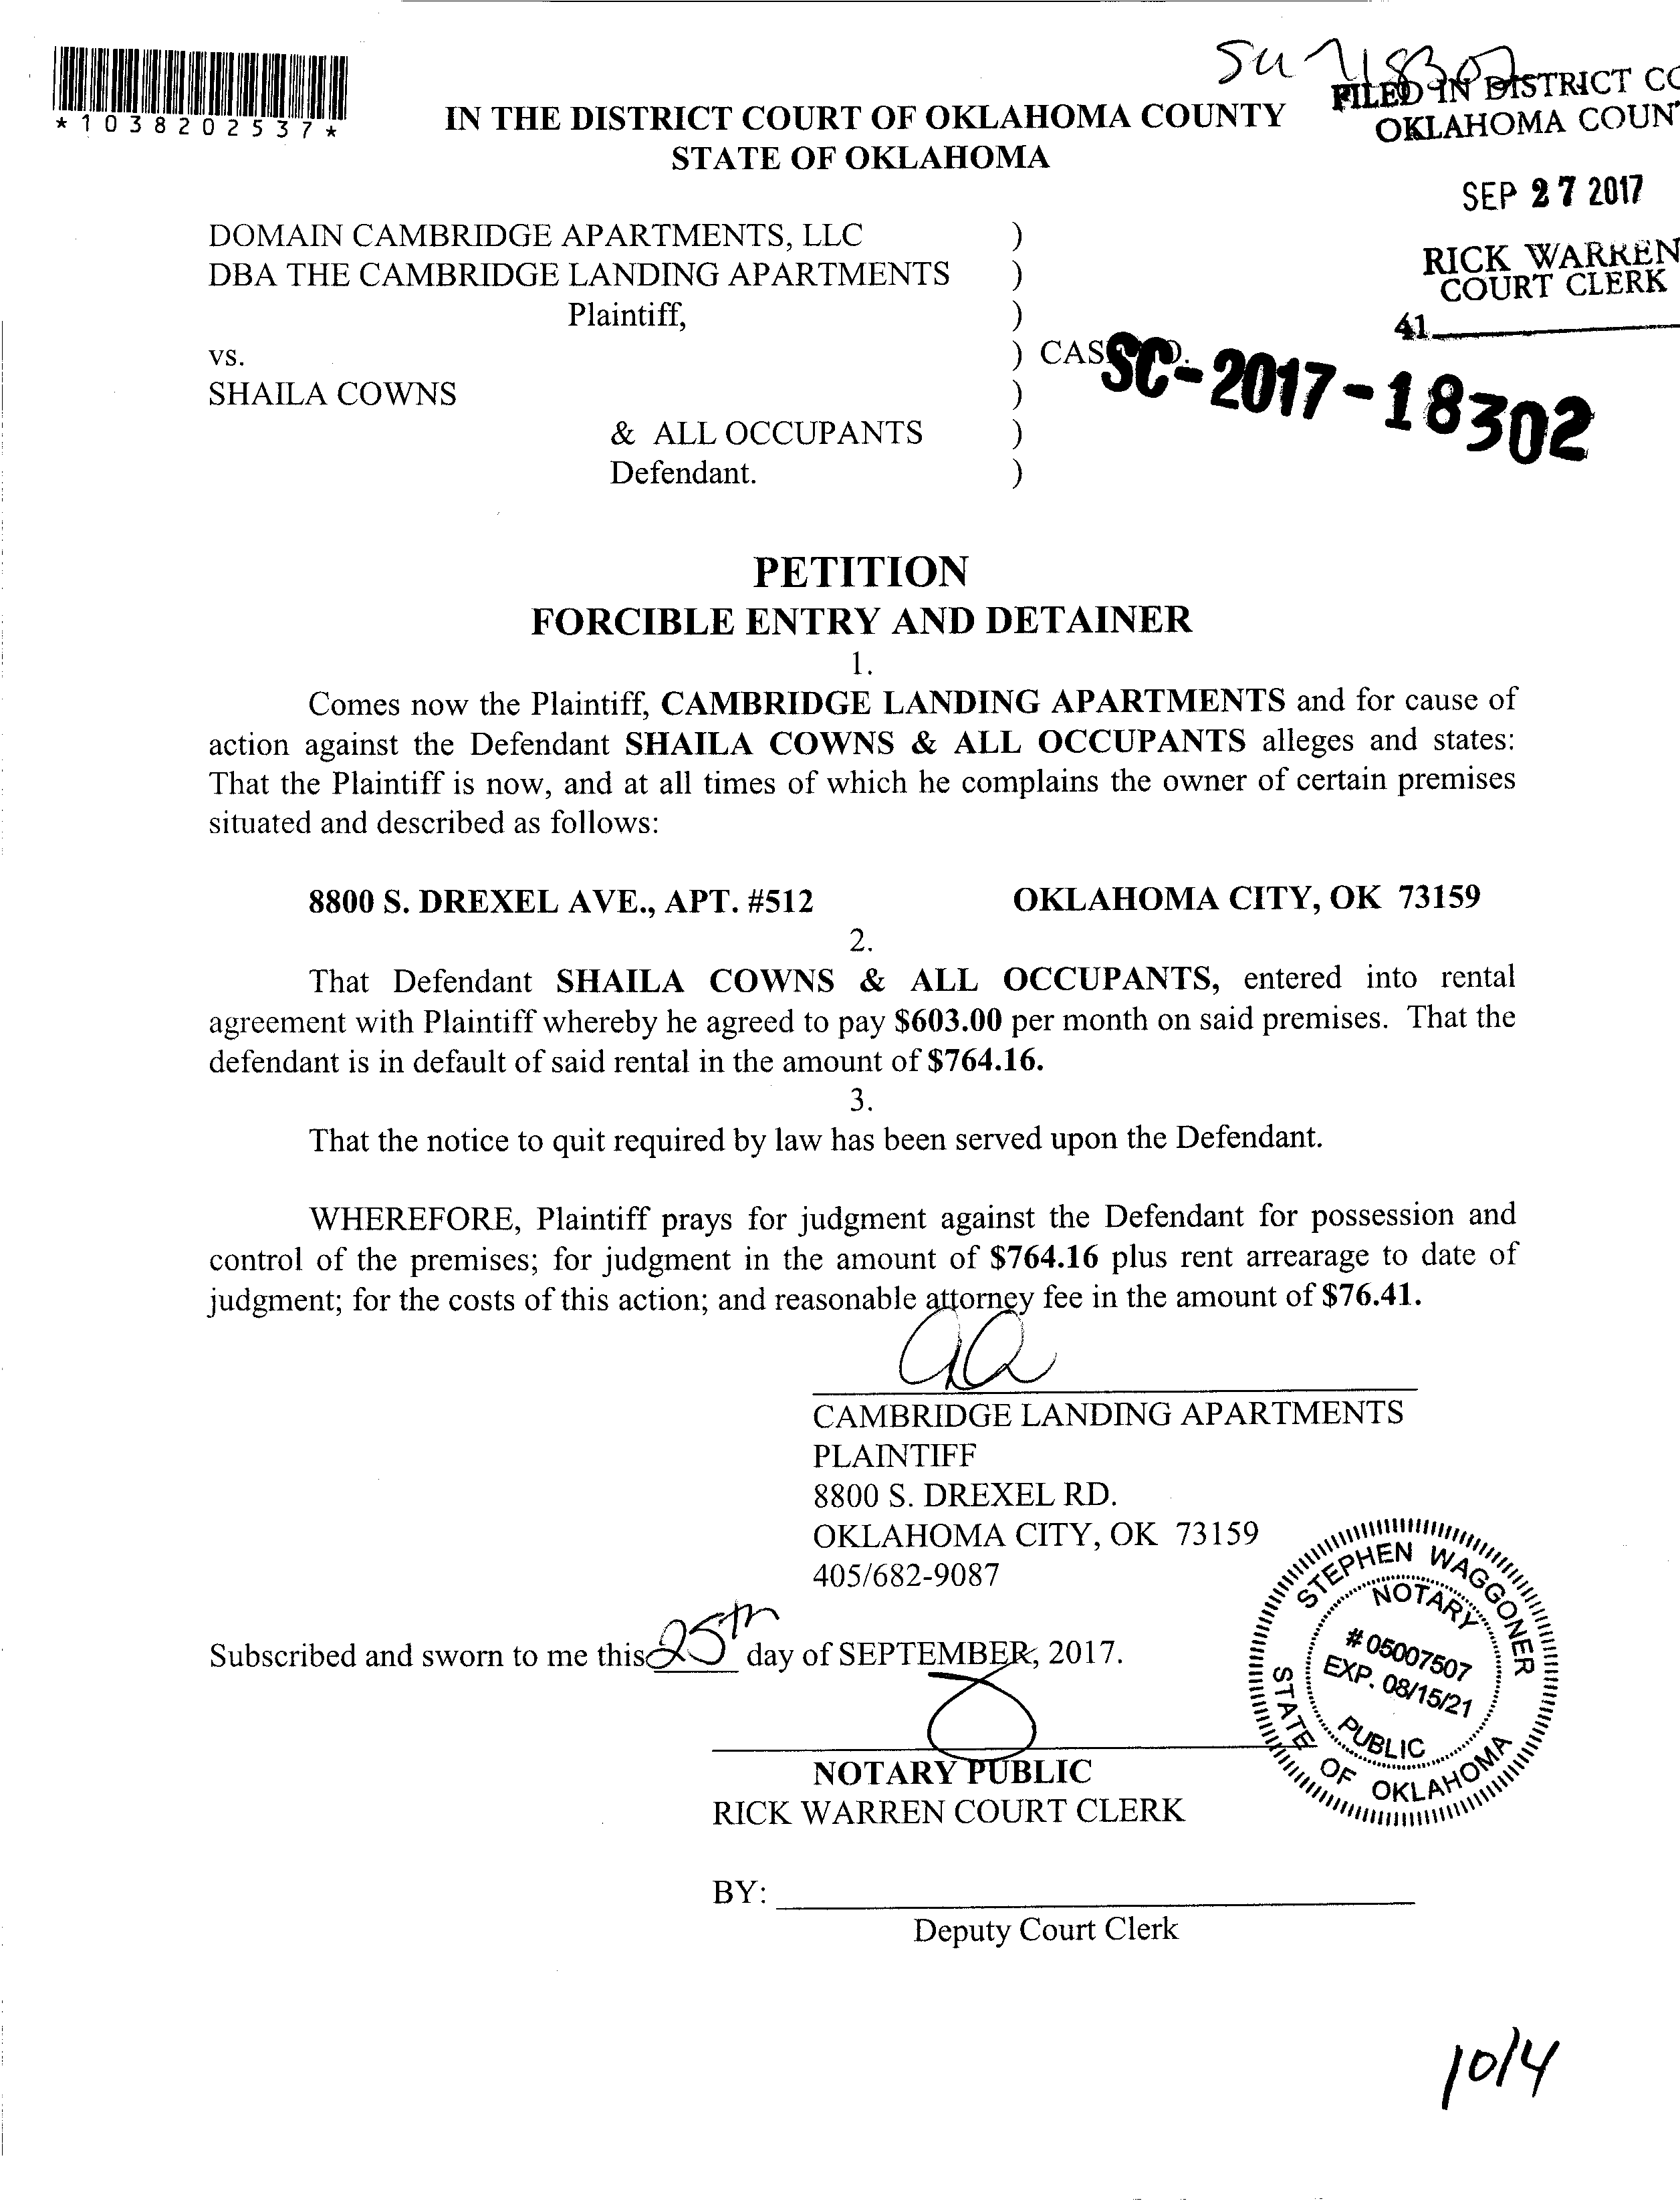 *1038202537*
FILED IN DISTRICT
OKLAHOMA
SEP 27 2017
RICK WARREN
COURT CLERK
41
IN THE DISTRICT COURT OF OKLAHOMA COUNTY
STATE OF OKLAHOMA
DOMAIN CAMBRIDGE APARTMENTS, LLC )
DBA THE CAMBRIDGE LANDING APARTMENTS )
Plaintiff, )
vs. )
SC-2017-18302
SHAILA COWNS )
& ALL OCCUPANTS )
Defendant. )
PETITION
FORCIBLE ENTRY AND DETAINER
1.
Comes now the Plaintiff, CAMBRIDGE LANDING APARTMENTS and for cause of
action against the Defendant SHAILA COWNS & ALL OCCUPANTS alleges and states:
That the Plaintiff is now, and at all times of which he complains the owner of certain premises
situated and described as follows:
8800 S. DREXEL AVE., APT. #512 OKLAHOMA CITY, OK 73159
2.
That Defendant SHAILA COWNS & ALL OCCUPANTS, entered into rental
agreement with Plaintiff whereby he agreed to pay $603.00 per month on said premises. That the
defendant is in default of said rental in the amount of $764.16.
3.
That the notice to quit required by law has been served upon the Defendant.
WHEREFORE, Plaintiff prays for judgment against the Defendant for possession and
control of the premises; for judgment in the amount of $764.16 plus rent arrearage to date of
judgment; for the costs of this action; and reasonable attorney fee in the amount of $76.41.
CAMBRIDGE LANDING APARTMENTS
PLAINTIFF
8800 S. DREXEL RD.
OKLAHOMA CITY, OK 73159
405/682-9087
Subscribed and sworn to me this 25th day of SEPTEMBER, 2017.
NOTARY PUBLIC
RICK WARREN COURT CLERK
BY:
Deputy Court Clerk
STEPHEN WAGGONER
NOTARY
# 05007507
EXP. 08/15/21
PUBLIC
STATE OF OKLAHOMA
10/4